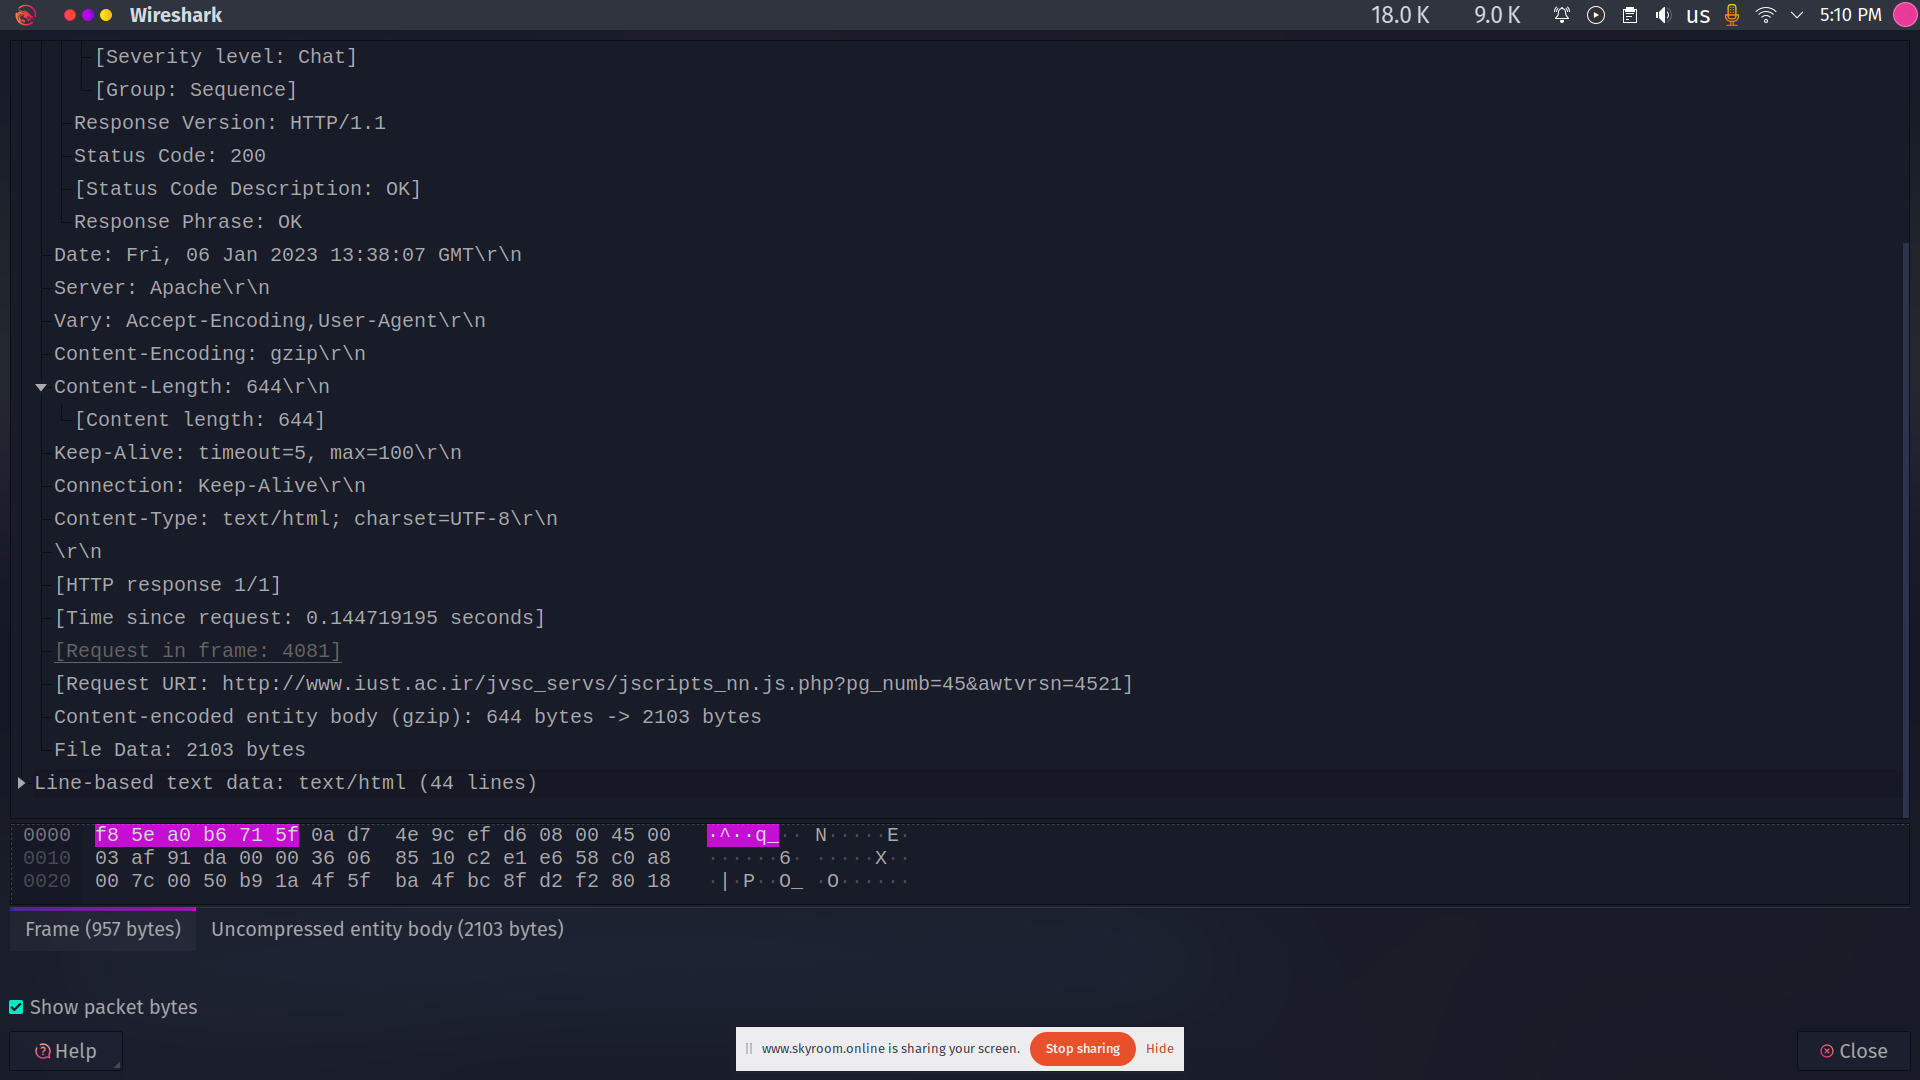 Wireshark
18.0 K 9.0 K us 5:10 PM
[Severity level: Chat]
[Group: Sequence]
Response Version: HTTP/1.1
Status Code: 200
[Status Code Description: OK]
Response Phrase: OK
Date: Fri, 06 Jan 2023 13:38:07 GMT\r\n
Server: Apache\r\n
Vary: Accept-Encoding,User-Agent\r\n
Content-Encoding: gzip\r\n
Content-Length: 644\r\n
[Content length: 644]
Keep-Alive: timeout=5, max=100\r\n
Connection: Keep-Alive\r\n
Content-Type: text/html; charset=UTF-8\r\n
\r\n
[HTTP response 1/1]
[Time since request: 0.144719195 seconds]
[Request in frame: 4081]
[Request URI: http://www.iust.ac.ir/jvsc_servs/jscripts_nn.js.php?pg_numb=45&awtvrsn=4521]
Content-encoded entity body (gzip): 644 bytes -> 2103 bytes
File Data: 2103 bytes
Line-based text data: text/html (44 lines)
0000 f8 5e a0 b6 71 5f 0a d7 4e 9c ef d6 08 00 45 00 ·^··q_·· N·····E·
0010 03 af 91 da 00 00 36 06 85 10 c2 e1 e6 58 c0 a8 ······6· ·····X··
0020 00 7c 00 50 b9 1a 4f 5f ba 4f bc 8f d2 f2 80 18 ·|·P··O_ ·O······
Frame (957 bytes) Uncompressed entity body (2103 bytes)
Show packet bytes
Help
www.skyroom.online is sharing your screen. Stop sharing Hide
Close